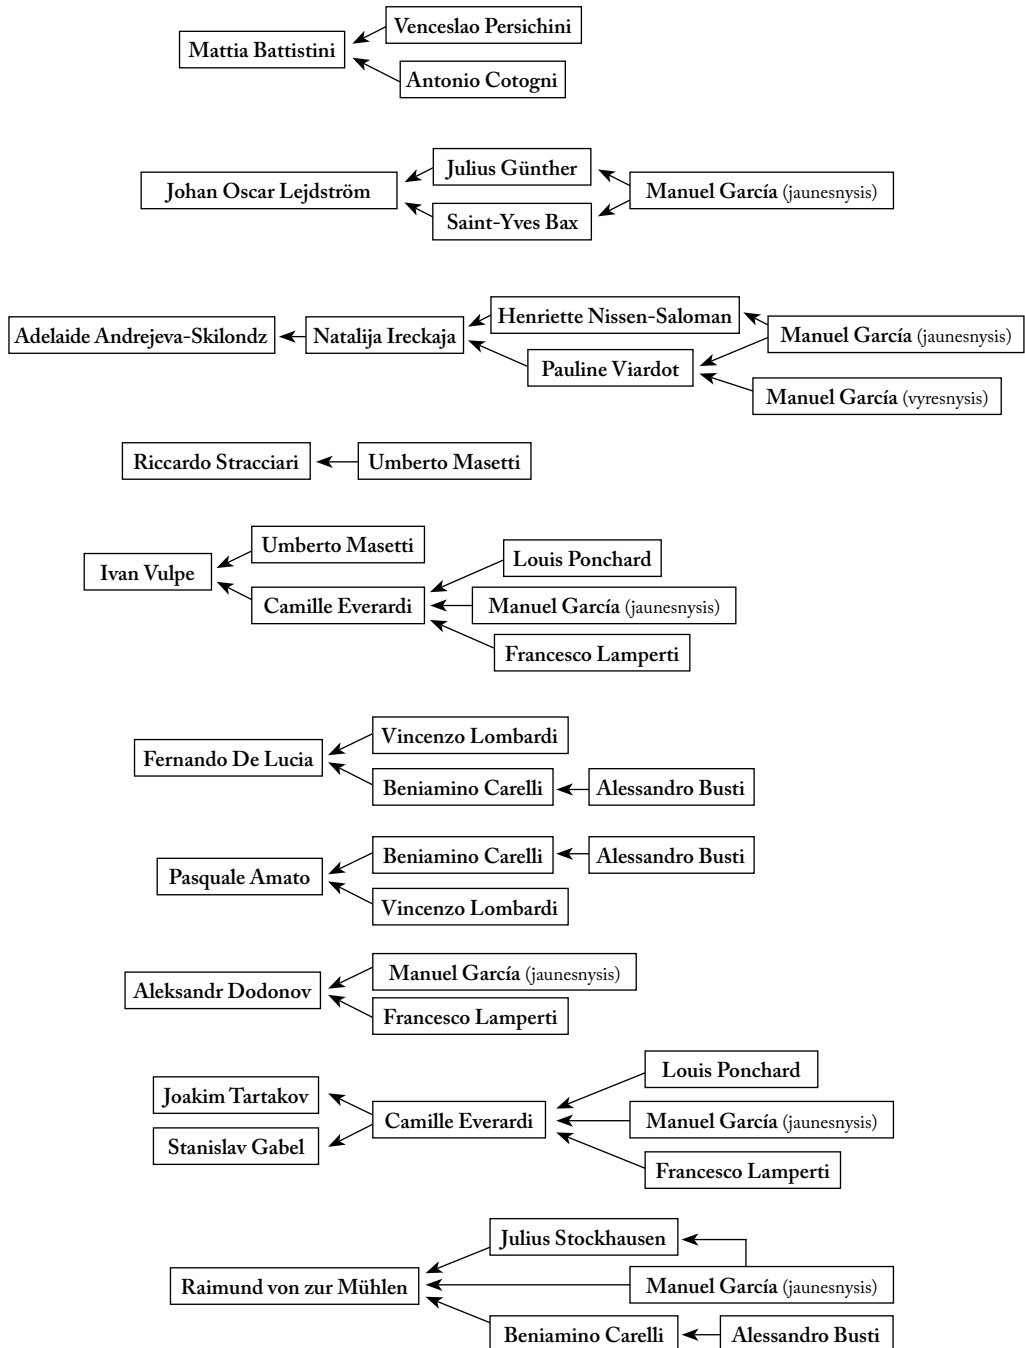 Venceslao Persichini
Mattia Battistini
Antonio Cotogni
Julius Günther
Johan Oscar Lejdström
Manuel García (jaunesnysis)
Saint-Yves Bax
Henriette Nissen-Saloman
Adelaide Andrejeva-Skilondz
Natalija Ireckaja
Manuel García (jaunesnysis)
Pauline Viardot
Manuel García (vyresnysis)
Riccardo Stracciari
Umberto Masetti
Umberto Masetti
Louis Ponchard
Ivan Vulpe
Camille Everardi
Manuel García (jaunesnysis)
Francesco Lamperti
Vincenzo Lombardi
Fernando De Lucia
Beniamino Carelli
Alessandro Busti
Beniamino Carelli
Alessandro Busti
Pasquale Amato
Vincenzo Lombardi
Manuel García (jaunesnysis)
Aleksandr Dodonov
Francesco Lamperti
Louis Ponchard
Joakim Tartakov
Camille Everardi
Manuel García (jaunesnysis)
Stanislav Gabel
Francesco Lamperti
Julius Stockhausen
Raimund von zur Mühlen
Manuel García (jaunesnysis)
Beniamino Carelli
Alessandro Busti